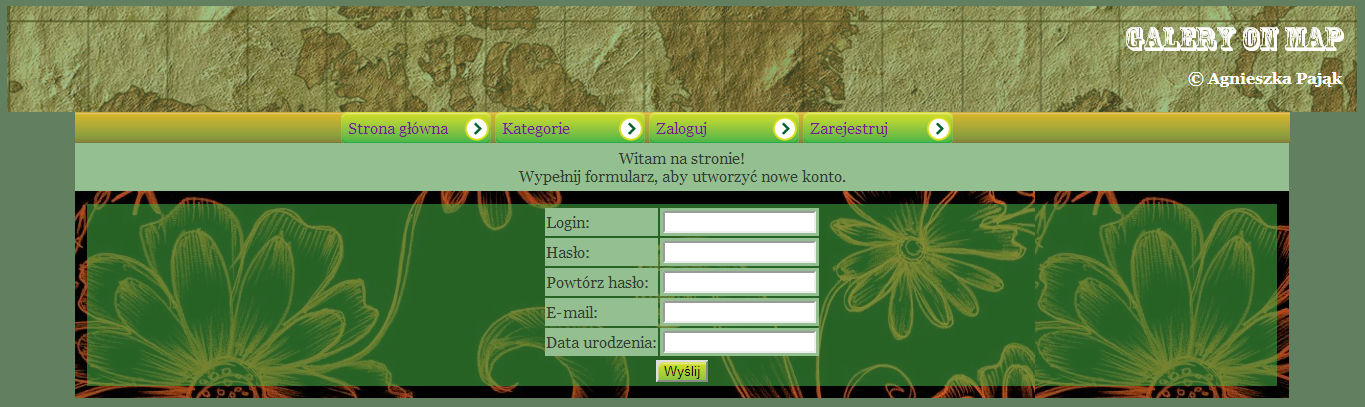 GALERY ON MAP
© Agnieszka Pająk
Strona główna
Kategorie
Zaloguj
Zarejestruj
Witam na stronie!
Wypełnij formularz, aby utworzyć nowe konto.
Login:
Hasło:
Powtórz hasło:
E-mail:
Data urodzenia:
Wyślij